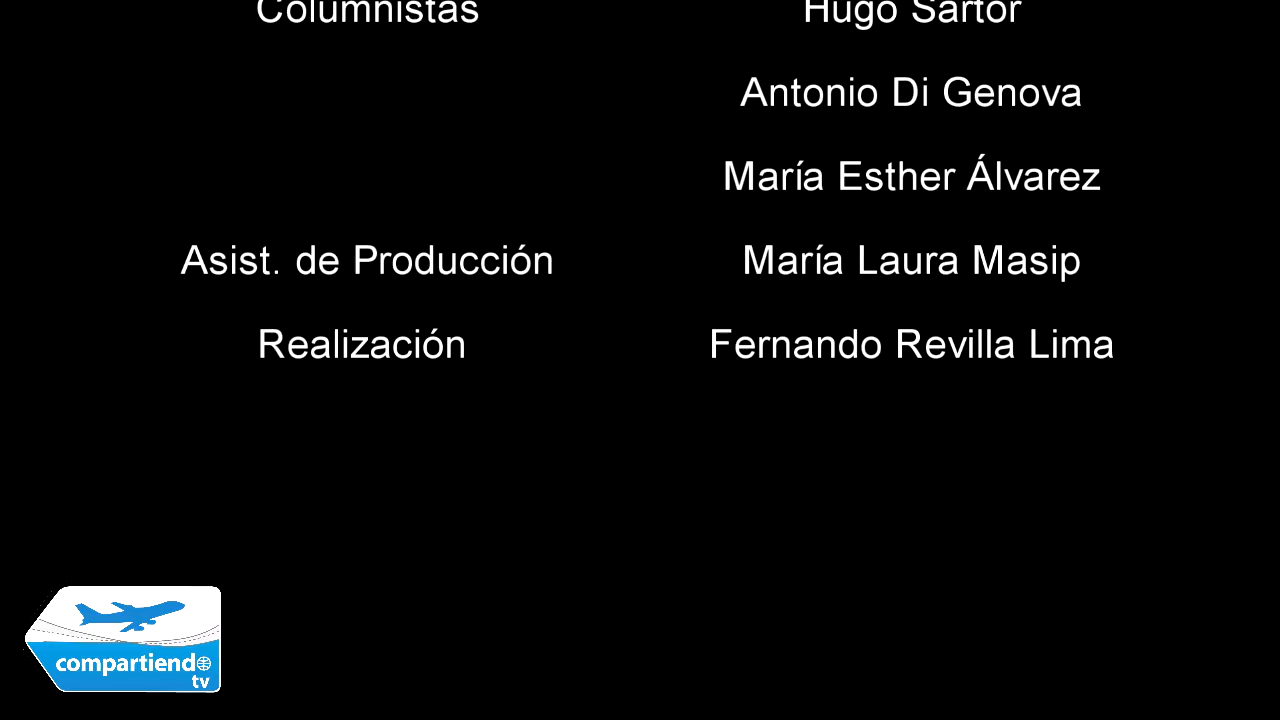 Columnistas Hugo Sartor
Antonio Di Genova
María Esther Álvarez
Asist. de Producción María Laura Masip
Realización Fernando Revilla Lima
compartiendo
tv